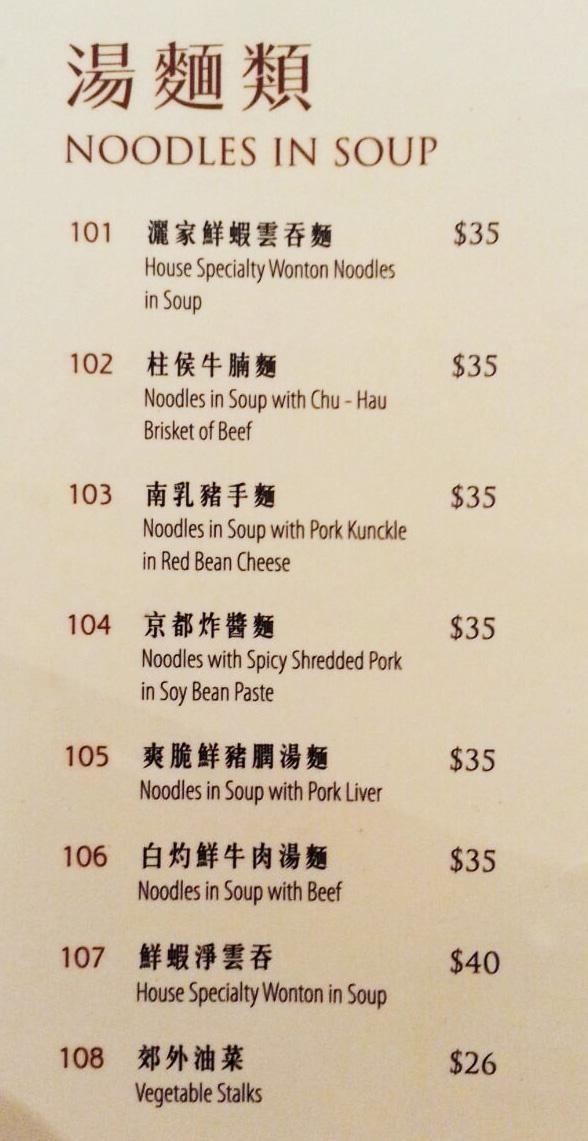 湯麵類
NOODLES IN SOUP
101 灑家鮮蝦雲吞麵 $35
House Specialty Wonton Noodles
in Soup
102 柱侯牛腩麵 $35
Noodles in Soup with Chu - Hau
Brisket of Beef
103 南乳豬手麵 $35
Noodles in Soup with Pork Kunckle
in Red Bean Cheese
104 京都炸醬麵 $35
Noodles with Spicy Shredded Pork
in Soy Bean Paste
105 爽脆鮮豬膶湯麵 $35
Noodles in Soup with Pork Liver
106 白灼鮮牛肉湯麵 $35
Noodles in Soup with Beef
107 鮮蝦淨雲吞 $40
House Specialty Wonton in Soup
108 郊外油菜 $26
Vegetable Stalks